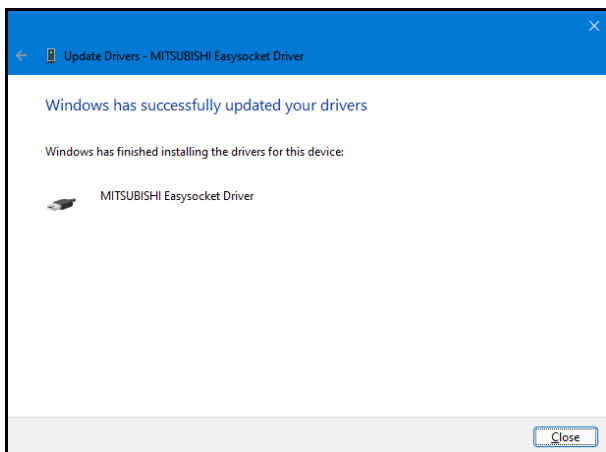 Update Drivers - MITSUBISHI Easysocket Driver
Windows has successfully updated your drivers
Windows has finished installing the drivers for this device:
MITSUBISHI Easysocket Driver
Close